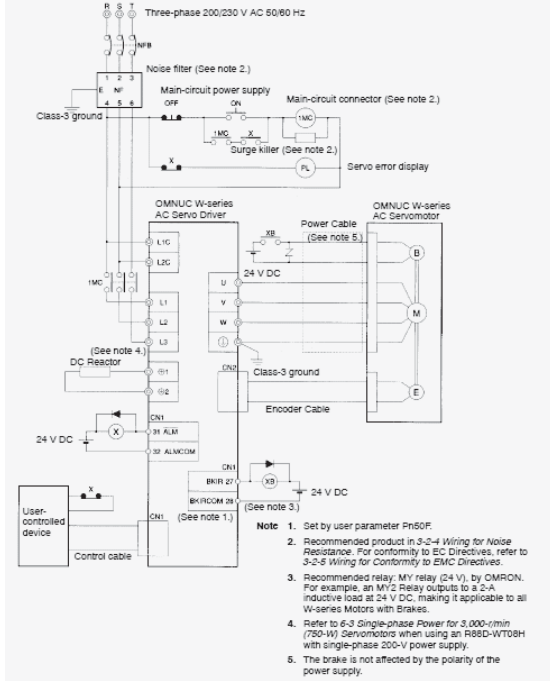 R S T
Three-phase 200/230 V AC 50/60 Hz
NFB
Noise filter (See note 2.)
1 2 3
E NF
4 5 6
Main-circuit power supply
OFF
ON
Main-circuit connector (See note 2.)
Class-3 ground
1MC
1MC
X
Surge killer (See note 2.)
X
PL
Servo error display
OMNUC W-series
AC Servo Driver
OMNUC W-series
AC Servomotor
Power Cable
(See note 5.)
XB
L1C
L2C
24 V DC
B
1MC
U
V
W
M
L1
L2
L3
(See note 4.)
DC Reactor
CN2
Class-3 ground
⊕1
⊕2
E
Encoder Cable
CN1
X
31 ALM
24 V DC
32 ALMCOM
CN1
BKIR 27
XB
24 V DC
BKIRCOM 28
(See note 3.)
X
User-
controlled
device
CN1
(See note 1.)
Control cable
Note 1. Set by user parameter Pn50F.
2. Recommended product in 3-2-4 Wiring for Noise
Resistance. For conformity to EC Directives, refer to
3-2-5 Wiring for Conformity to EMC Directives.
3. Recommended relay: MY relay (24 V), by OMRON.
For example, an MY2 Relay outputs to a 2-A
inductive load at 24 V DC, making it applicable to all
W-series Motors with Brakes.
4. Refer to 6-3 Single-phase Power for 3,000-r/min
(750-W) Servomotors when using an R88D-WT08H
with single-phase 200-V power supply.
5. The brake is not affected by the polarity of the
power supply.